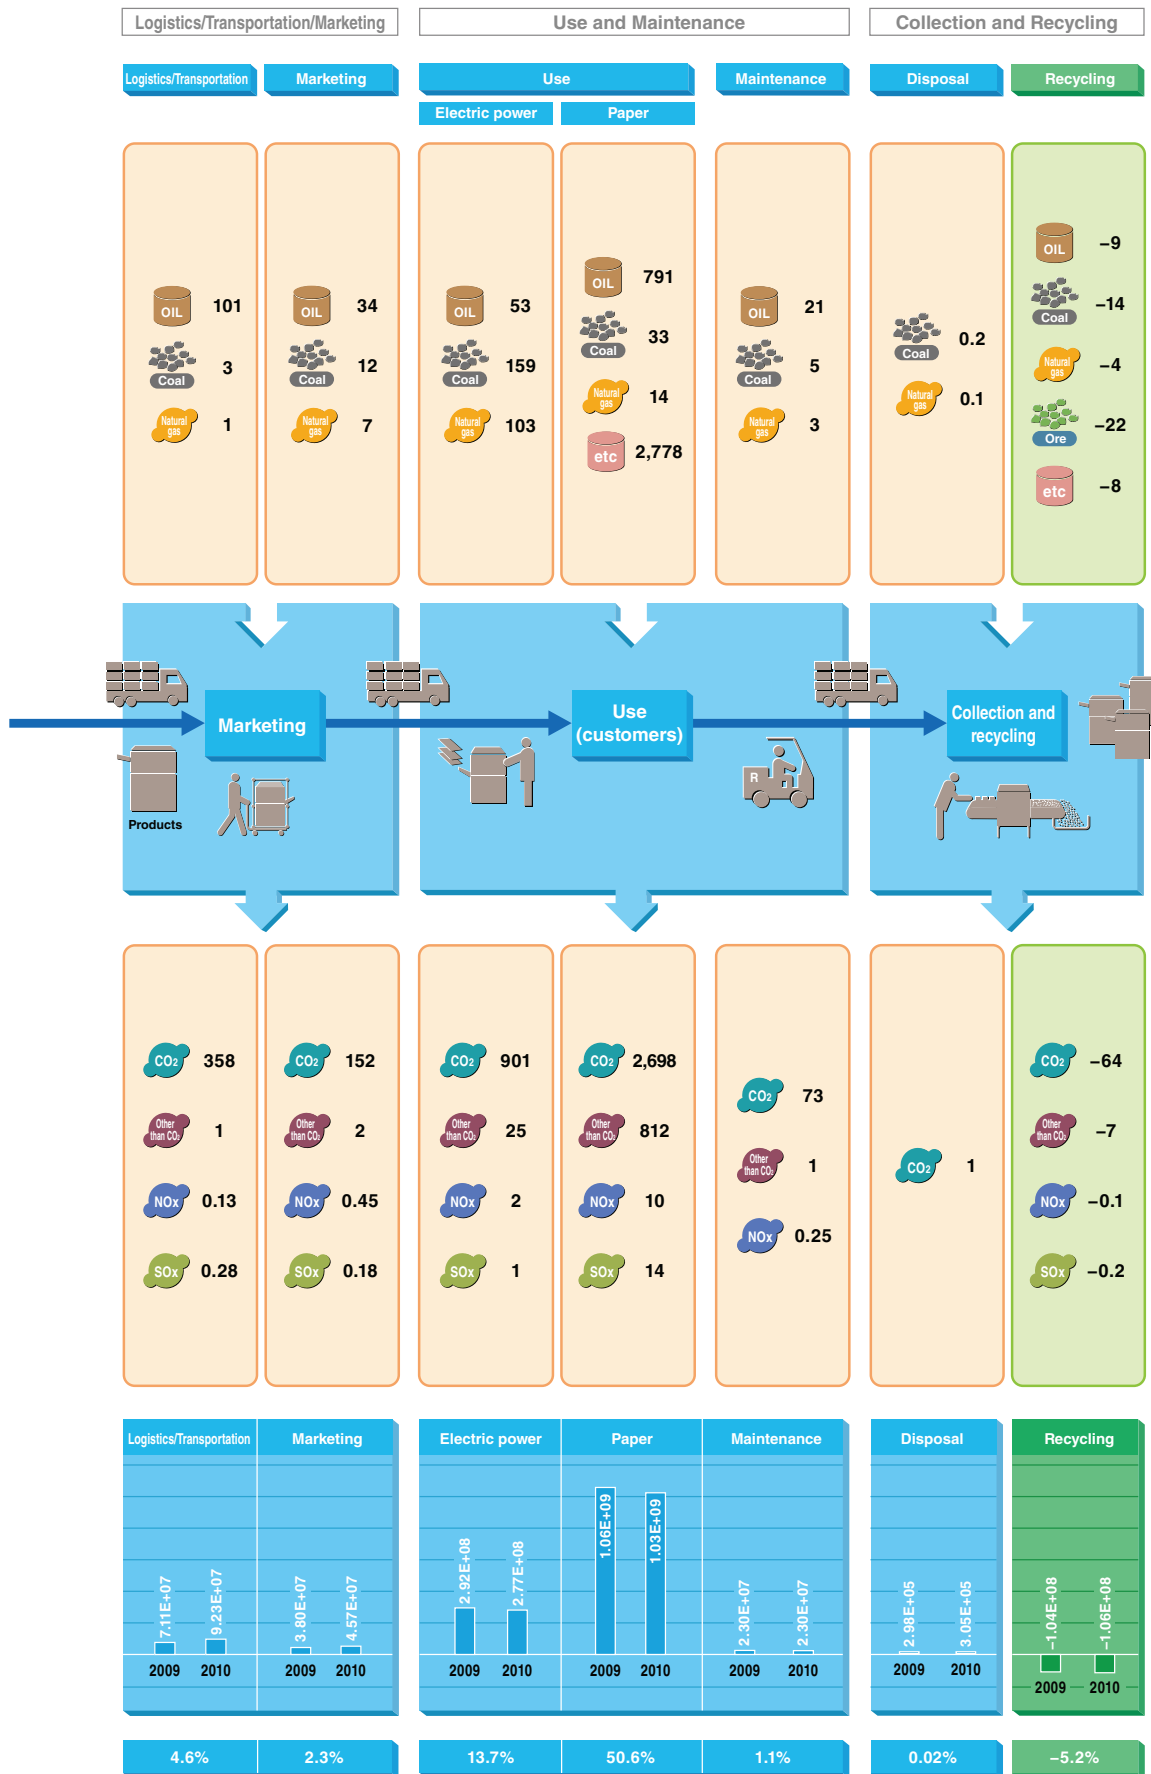 Logistics/Transportation/Marketing
Use and Maintenance
Collection and Recycling
Logistics/Transportation
Marketing
Use
Maintenance
Disposal
Recycling
Electric power
Paper
OIL 101
Coal 3
Natural gas 1
OIL 34
Coal 12
Natural gas 7
OIL 53
Coal 159
Natural gas 103
OIL 791
Coal 33
Natural gas 14
etc 2,778
OIL 21
Coal 5
Natural gas 3
Coal 0.2
Natural gas 0.1
OIL −9
Coal −14
Natural gas −4
Ore −22
etc −8
Marketing
Products
Use
(customers)
R
Collection and
recycling
CO2 358
Other than CO2 1
NOx 0.13
SOx 0.28
CO2 152
Other than CO2 2
NOx 0.45
SOx 0.18
CO2 901
Other than CO2 25
NOx 2
SOx 1
CO2 2,698
Other than CO2 812
NOx 10
SOx 14
CO2 73
Other than CO2 1
NOx 0.25
CO2 1
CO2 −64
Other than CO2 −7
NOx −0.1
SOx −0.2
Logistics/Transportation
Marketing
Electric power
Paper
Maintenance
Disposal
Recycling
7.11E+07
9.23E+07
3.80E+07
4.57E+07
2.92E+08
2.77E+08
1.06E+09
1.03E+09
2.30E+07
2.30E+07
2.98E+05
3.05E+05
−1.04E+08
−1.06E+08
2009 2010
2009 2010
2009 2010
2009 2010
2009 2010
2009 2010
2009 2010
4.6%
2.3%
13.7%
50.6%
1.1%
0.02%
−5.2%